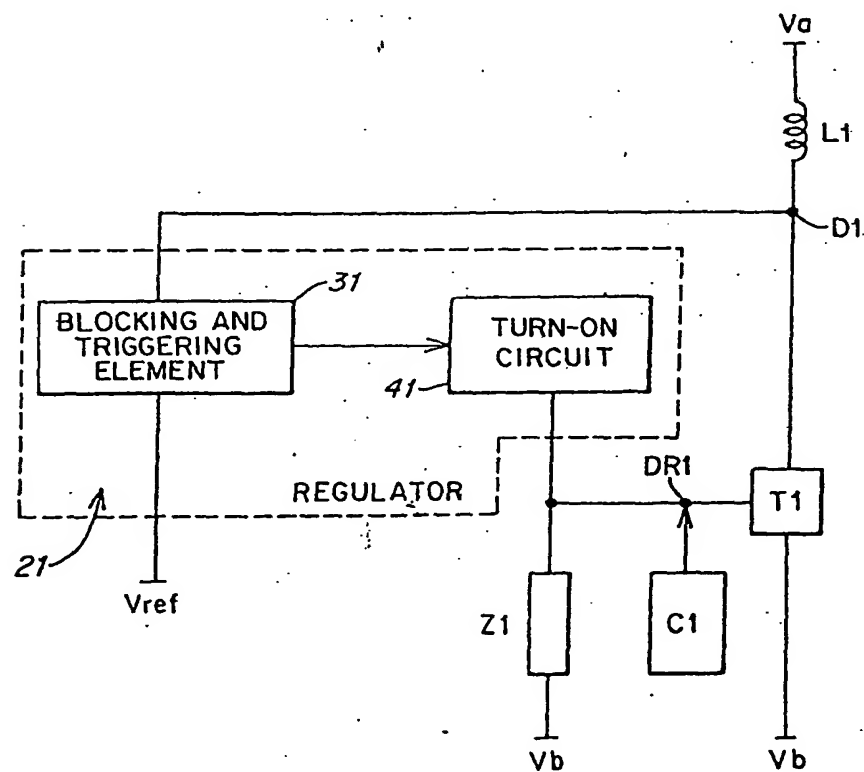 Va
L1
D1
31
BLOCKING AND
TRIGGERING
ELEMENT
TURN-ON
CIRCUIT
41
DR1
REGULATOR
T1
21
Vref
Z1
C1
Vb
Vb